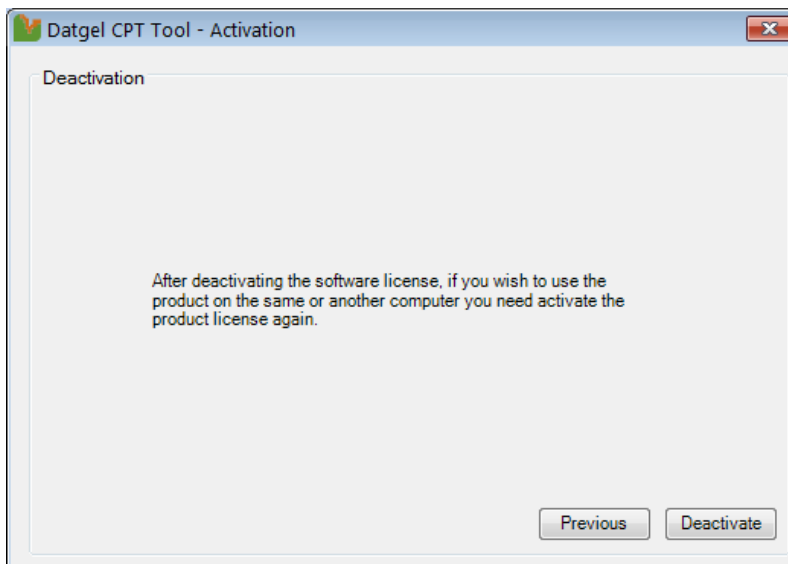 Datgel CPT Tool - Activation
Deactivation
After deactivating the software license, if you wish to use the
product on the same or another computer you need activate the
product license again.
Previous
Deactivate